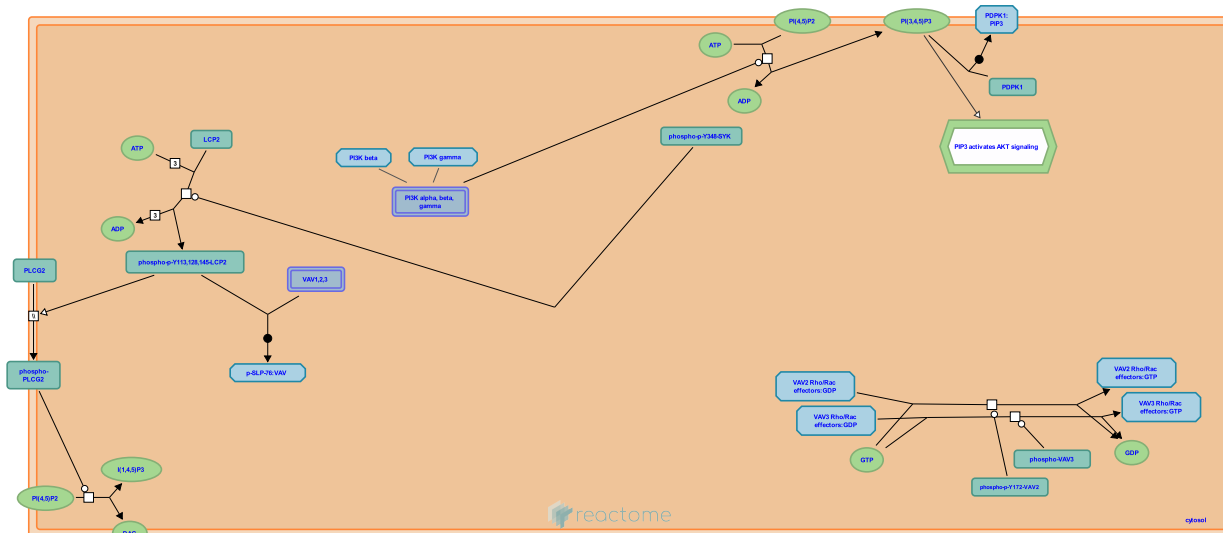 PI(4,5)P2
PI(3,4,5)P3
PDPK1:
PIP3
ATP
ADP
PDPK1
LCP2
ATP
3
phospho-p-Y348-SYK
PI3K beta
PI3K gamma
PIP3 activates AKT signaling
PI3K alpha, beta,
gamma
3
ADP
phospho-p-Y113,128,145-LCP2
PLCG2
VAV1,2,3
phospho-
PLCG2
p-SLP-76:VAV
VAV2 Rho/Rac
effectors:GDP
VAV2 Rho/Rac
effectors:GTP
VAV3 Rho/Rac
effectors:GDP
VAV3 Rho/Rac
effectors:GTP
GTP
phospho-VAV3
GDP
I(1,4,5)P3
phospho-p-Y172-VAV2
PI(4,5)P2
reactome
cytosol